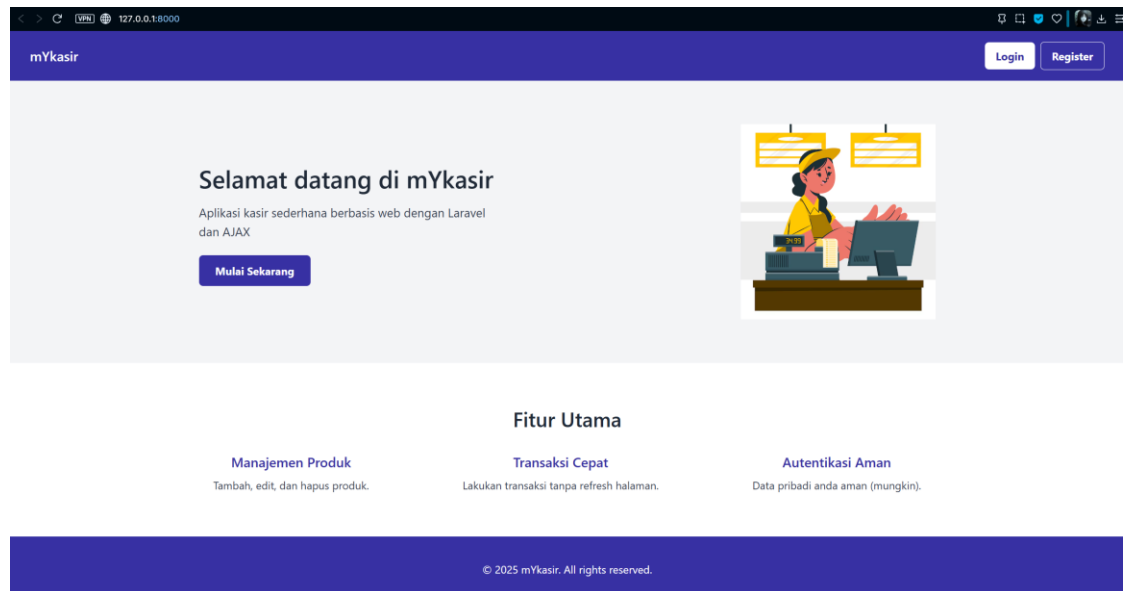 VPN 127.0.0.1:8000
mYkasir
Login Register
Selamat datang di mYkasir
Aplikasi kasir sederhana berbasis web dengan Laravel
dan AJAX
Mulai Sekarang
3499
Fitur Utama
Manajemen Produk Transaksi Cepat Autentikasi Aman
Tambah, edit, dan hapus produk. Lakukan transaksi tanpa refresh halaman. Data pribadi anda aman (mungkin).
© 2025 mYkasir. All rights reserved.